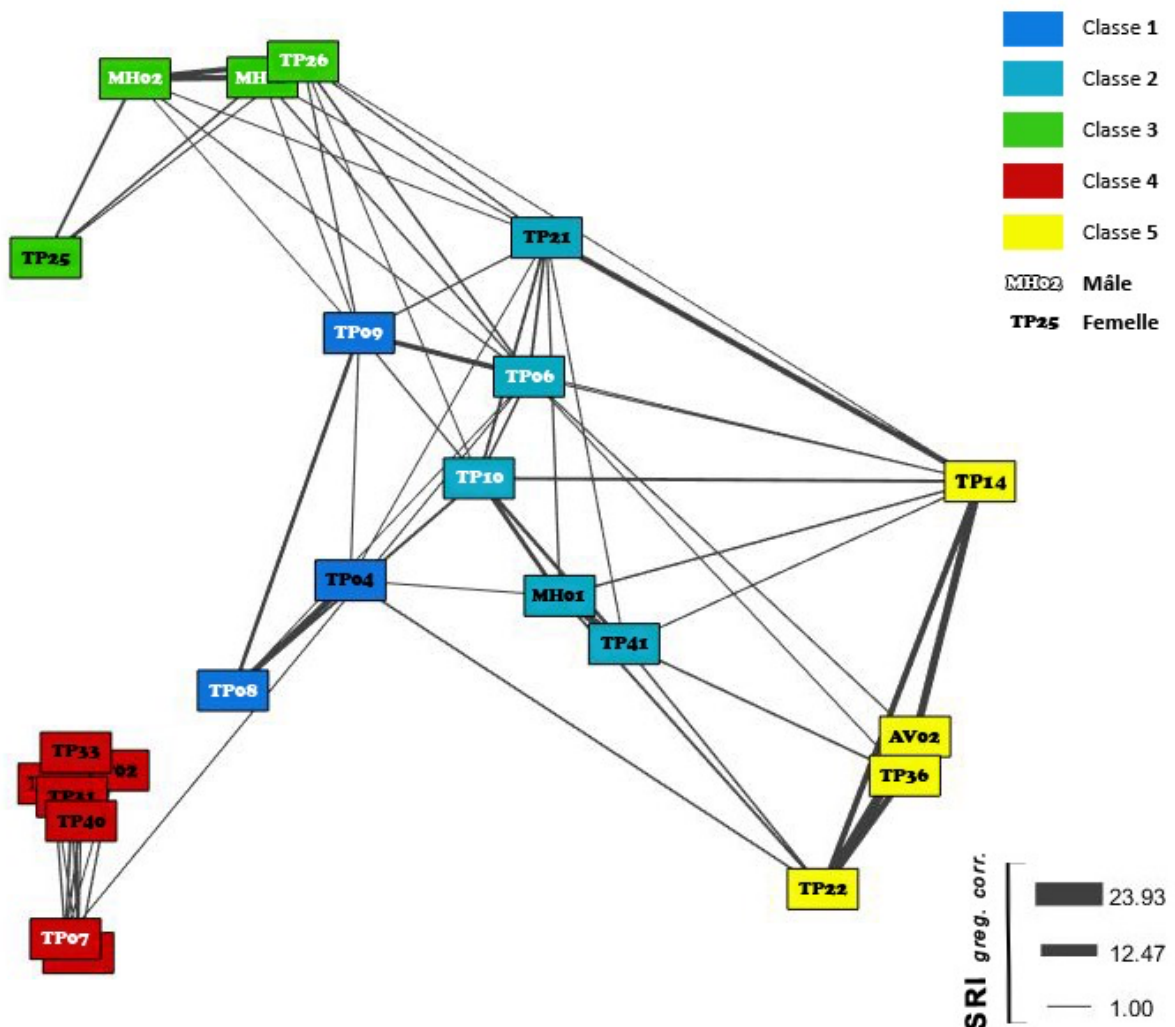 TP26
MH02
MH
TP25
TP21
TP09
TP06
TP10
TP14
TP04
MH01
TP41
TP08
AV02
TP36
TP22
TP33
02
TP40
TP07
Classe 1
Classe 2
Classe 3
Classe 4
Classe 5
MH02 Mâle
TP25 Femelle
SRI greg. corr.
23.93
12.47
1.00